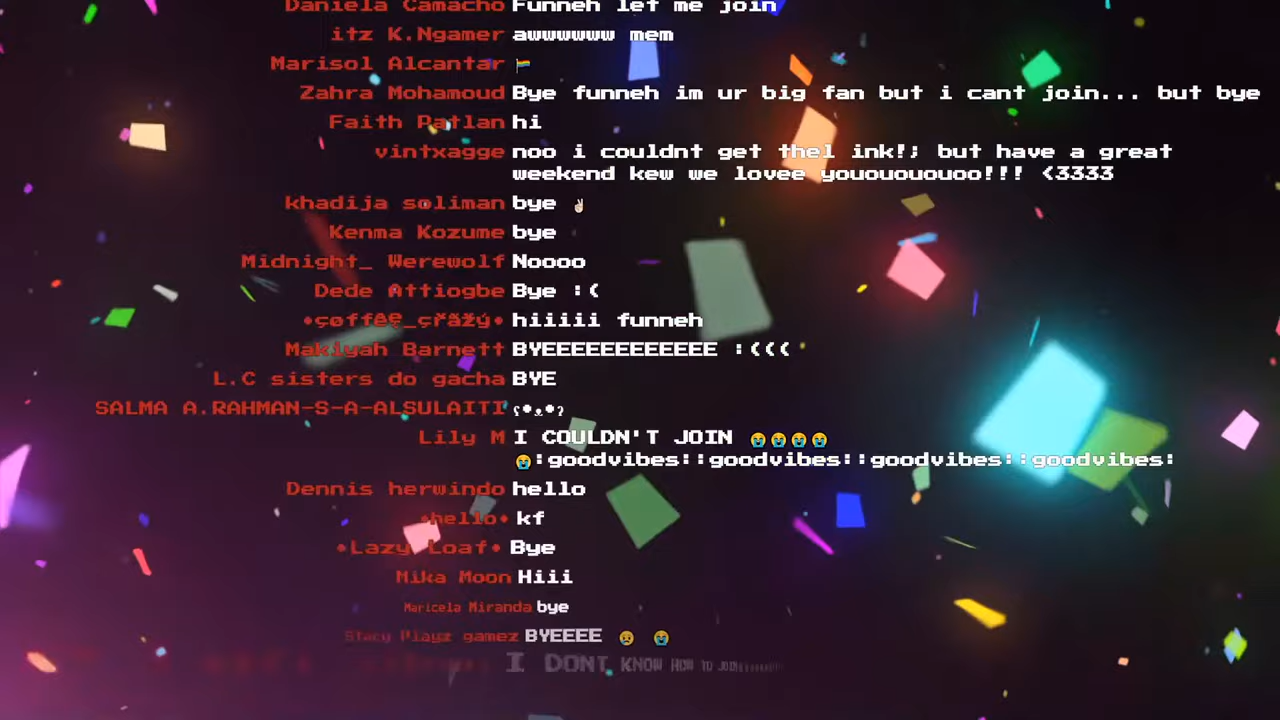 Daniela Camacho Funneh let me join
itz K.Ngamer awwwwww mem
Marisol Alcantar 🏳️‍🌈
Zahra Mohamoud Bye funneh im ur big fan but i cant join... but bye
Faith Patlan hi
vintxagge noo i couldnt get thel ink!; but have a great
weekend kew we lovee yououououoo!!! <3333
khadija soliman bye ✌🏻
Kenma Kozume bye
Midnight_ Werewolf Noooo
Dede Attiogbe Bye :(
hiiiii funneh
Makiyah Barnett BYEEEEEEEEEEEE :(((
L.C sisters do gacha BYE
SALMA A.RAHMAN-S-A-ALSULAITI ʕ•ᴥ•ʔ
Lily M I COULDN'T JOIN 😭😭😭😭
😭:goodvibes::goodvibes::goodvibes::goodvibes:
Dennis herwindo hello
•hello• kf
•Lazy Loaf• Bye
Mika Moon Hiii
Maricela Miranda bye
Stacy Playz gamez BYEEEE 😢 😭
I DONT KNOW HOW TO JOIN